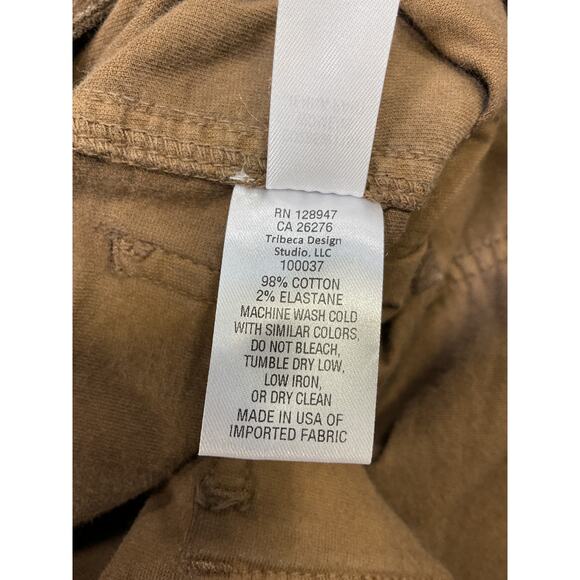 RN 128947
CA 26276
Tribeca Design
Studio, LLC
100037
98% COTTON
2% ELASTANE
MACHINE WASH COLD
WITH SIMILAR COLORS,
DO NOT BLEACH,
TUMBLE DRY LOW,
LOW IRON,
OR DRY CLEAN
MADE IN USA OF
IMPORTED FABRIC